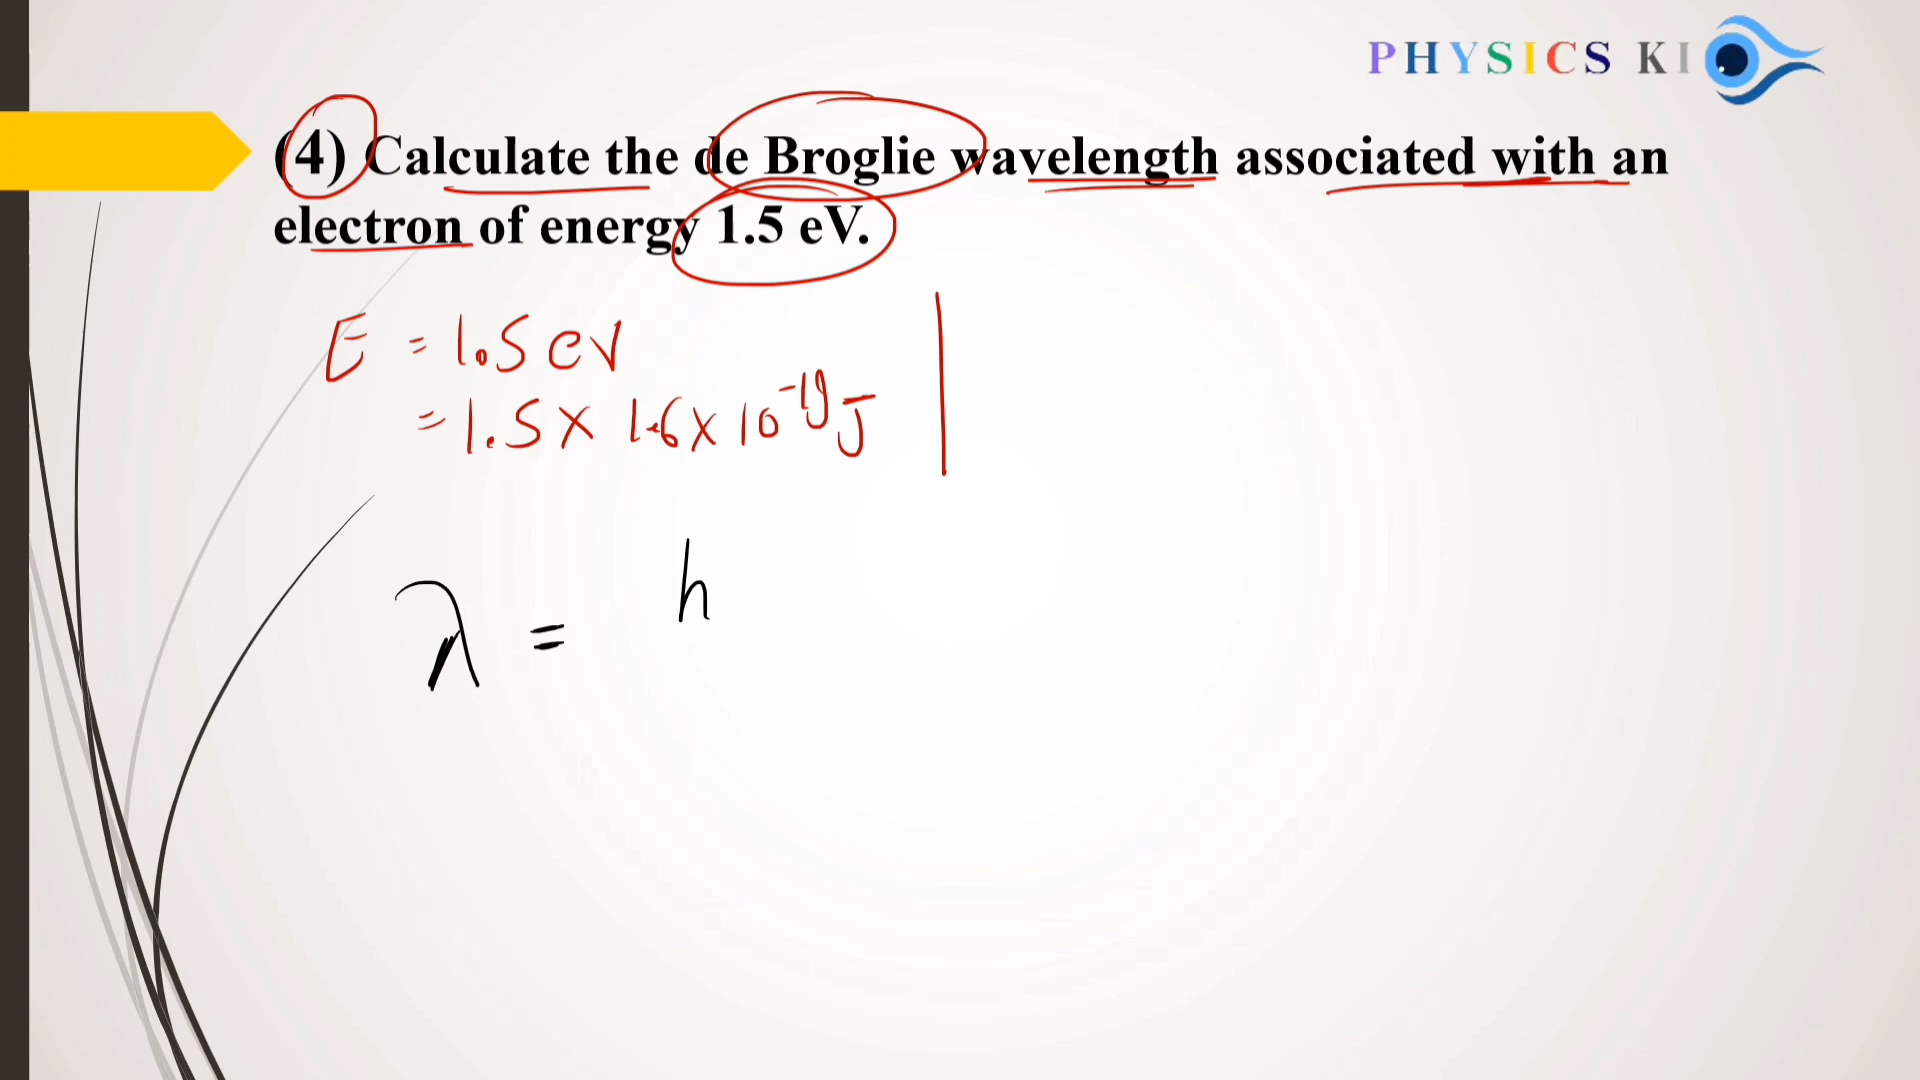 PHYSICS KI
(4) Calculate the de Broglie wavelength associated with an
electron of energy 1.5 eV.
E = 1.5 eV
= 1.5 × 1.6 × 10⁻¹⁹ J
λ = h